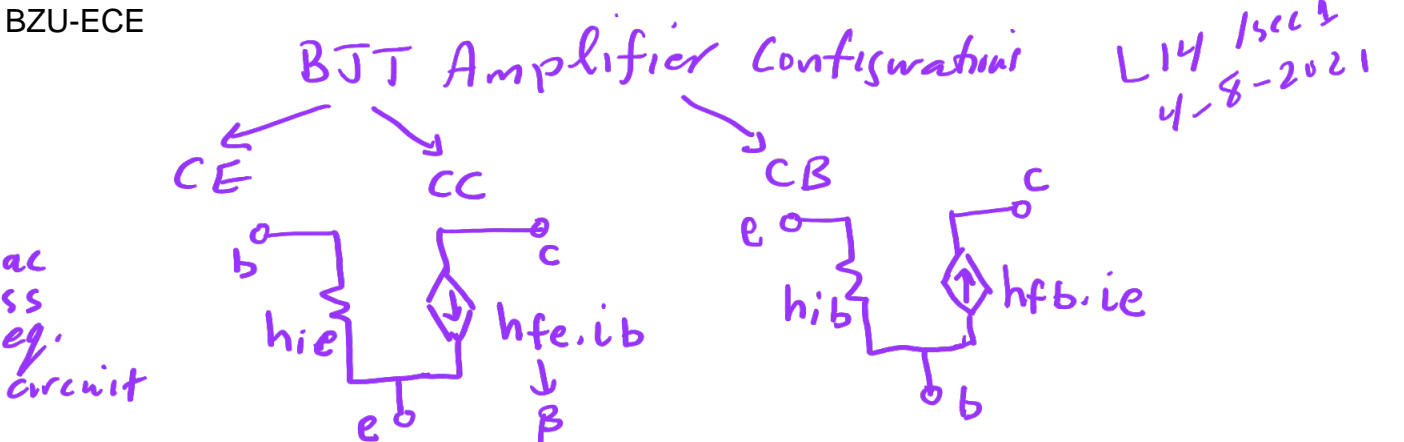 BZU-ECE
BJT Amplifier Configurations L14 /sec 1
4-8-2021
CE CC CB
b c e c
ac
ss
eq.
circuit
hie hfe.ib hib hfb.ie
β
e b